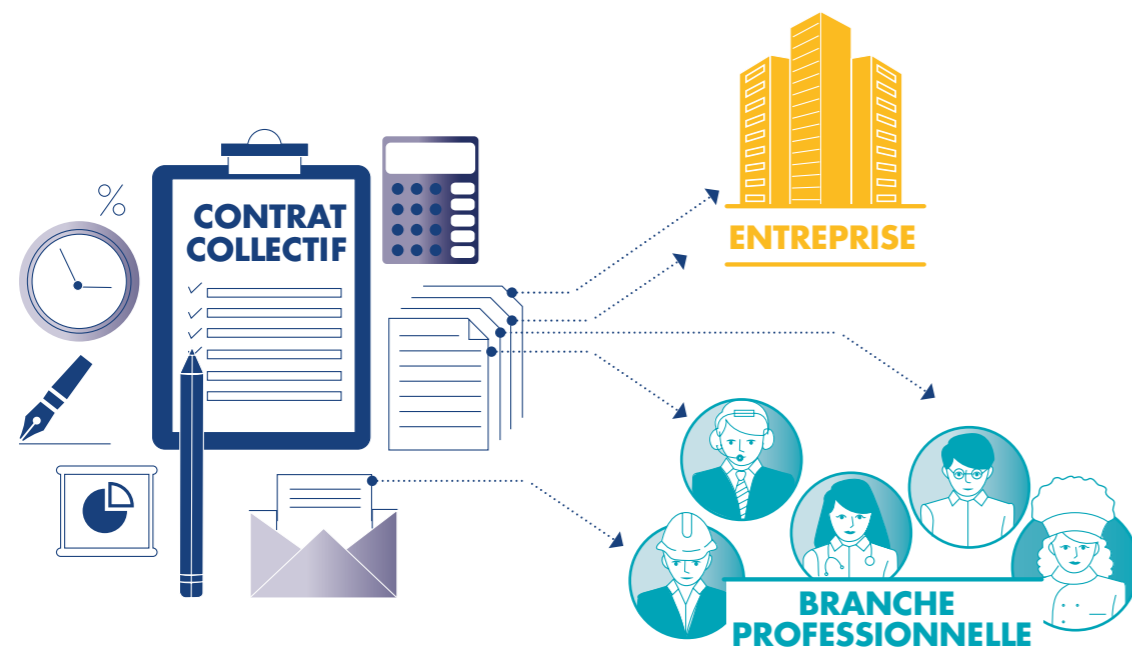 %
CONTRAT
COLLECTIF
ENTREPRISE
BRANCHE
PROFESSIONNELLE